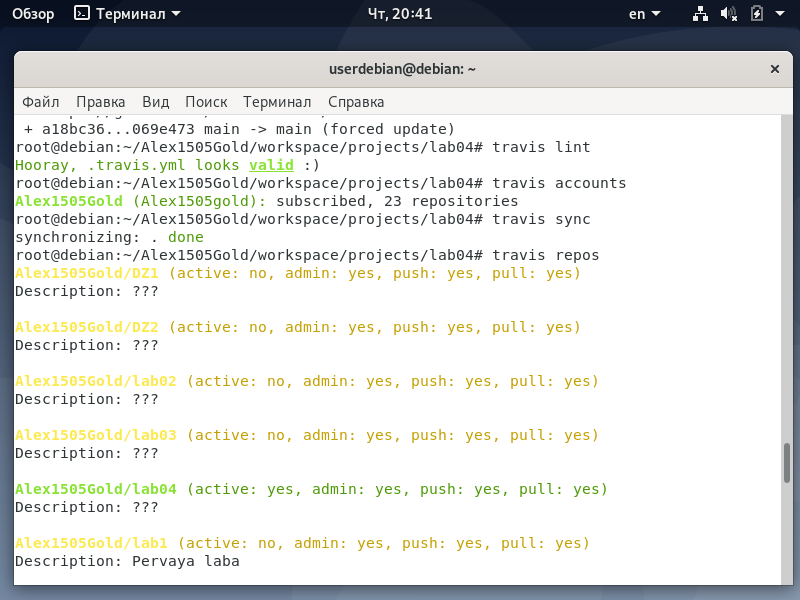 Обзор Терминал Чт, 20:41 en
userdebian@debian: ~ ×
Файл Правка Вид Поиск Терминал Справка
+ a18bc36...069e473 main -> main (forced update)
root@debian:~/Alex1505Gold/workspace/projects/lab04# travis lint
Hooray, .travis.yml looks valid :)
root@debian:~/Alex1505Gold/workspace/projects/lab04# travis accounts
Alex1505Gold (Alex1505gold): subscribed, 23 repositories
root@debian:~/Alex1505Gold/workspace/projects/lab04# travis sync
synchronizing: . done
root@debian:~/Alex1505Gold/workspace/projects/lab04# travis repos
Alex1505Gold/DZ1 (active: no, admin: yes, push: yes, pull: yes)
Description: ???
Alex1505Gold/DZ2 (active: no, admin: yes, push: yes, pull: yes)
Description: ???
Alex1505Gold/lab02 (active: no, admin: yes, push: yes, pull: yes)
Description: ???
Alex1505Gold/lab03 (active: no, admin: yes, push: yes, pull: yes)
Description: ???
Alex1505Gold/lab04 (active: yes, admin: yes, push: yes, pull: yes)
Description: ???
Alex1505Gold/lab1 (active: no, admin: yes, push: yes, pull: yes)
Description: Pervaya laba